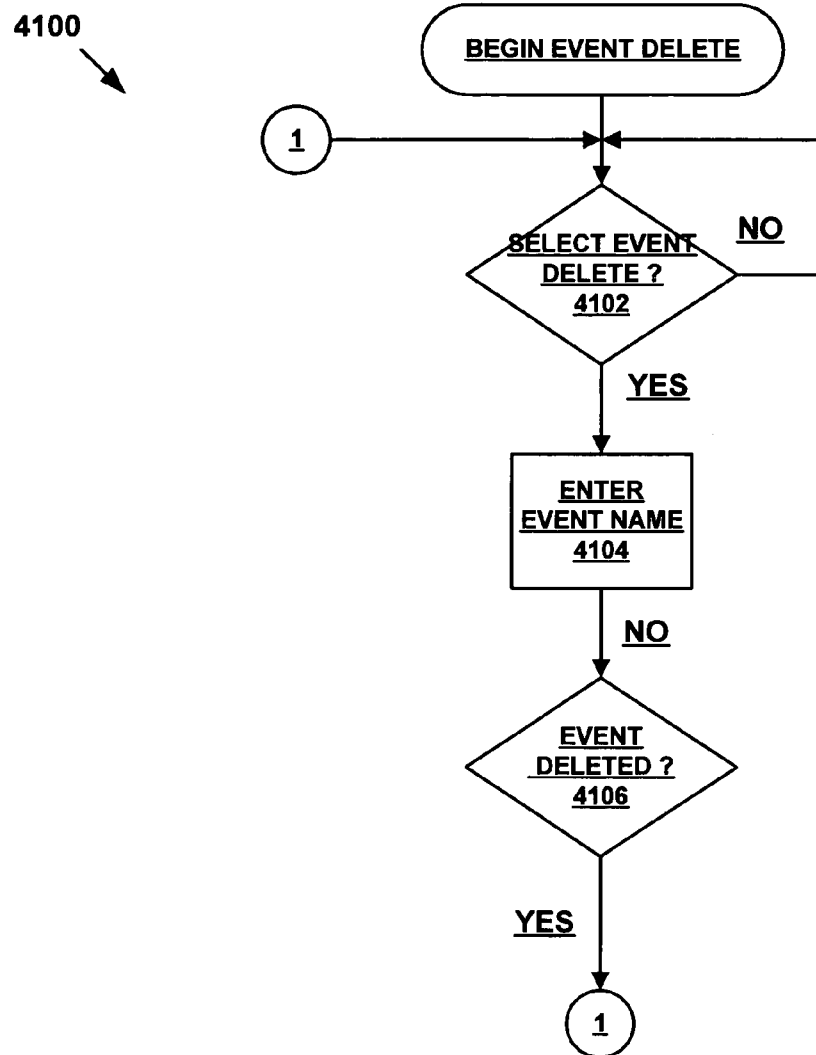 4100
BEGIN EVENT DELETE
1
SELECT EVENT
DELETE ?
4102
NO
YES
ENTER
EVENT NAME
4104
NO
EVENT
DELETED ?
4106
YES
1